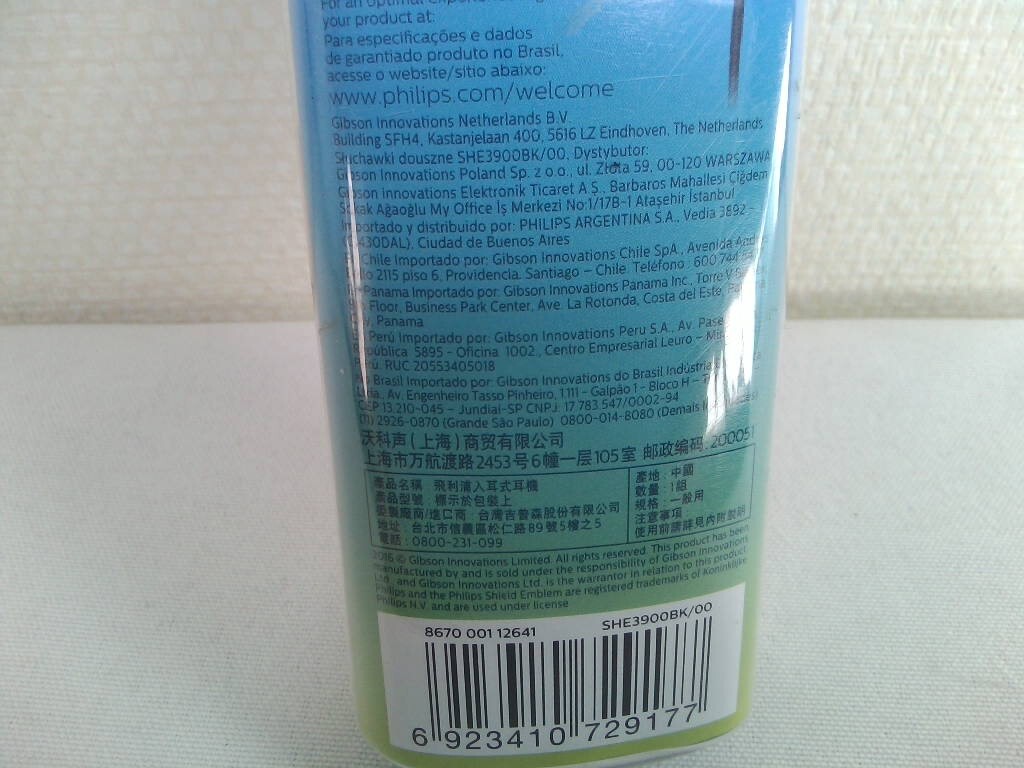 For an optimal
your product at:
Para especificações e dados
de garantiado produto no Brasil,
acesse o website/sitio abaixo:
www.philips.com/welcome
Gibson Innovations Netherlands B.V.
Building SFH4, Kastanjelaan 400, 5616 LZ Eindhoven, The Netherlands
Słuchawki douszne SHE3900BK/00. Dystybutor:
Gibson Innovations Poland Sp. z o.o., ul. Złota 59, 00-120 WARSZAWA
Gibson Innovations Elektronik Ticaret A.Ş., Barbaros Mahallesi Çiğdem
Sokak Ağaoğlu My Office İş Merkezi No:1/17B-1 Ataşehir İstanbul
Importado y distribuido por: PHILIPS ARGENTINA S.A., Vedia 3892 -
430DAL), Ciudad de Buenos Aires
Chile Importado por: Gibson Innovations Chile SpA., Avenida
2115 piso 6, Providencia. Santiago - Chile. Teléfono: 600
Panama Importado por: Gibson Innovations Panama Inc., Torre V
Floor, Business Park Center, Ave. La Rotonda, Costa del Este,
Panama
Perú Importado por: Gibson Innovations Peru S.A., Av.
República 5895 - Oficina 1002., Centro Empresarial Leuro -
Perú. RUC 20553405018
Brasil Importado por: Gibson Innovations do Brasil Indústria
Ltda., Av. Engenheiro Tasso Pinheiro, 1.111 - Galpão 1 - Bloco H -
CEP 13.210-045 - Jundiaí-SP CNPJ: 17.783.547/0002-94
(11) 2926-0870 (Grande São Paulo) 0800-014-8080 (Demais
沃科声(上海)商贸有限公司
上海市万航渡路2453号6幢一层105室 邮政编码: 200051
產品名稱：飛利浦入耳式耳機
產品型號：標示於包裝上
委製廠商/進口商：台灣吉普森股份有限公司
地址：台北市信義區松仁路89號5樓之5
電話：0800-231-099
產地：中國
數量：1組
規格：一般用
注意事項：
使用前請詳見內附說明
2016 © Gibson Innovations Limited. All rights reserved. This product has been
manufactured by and is sold under the responsibility of Gibson Innovations
Ltd., and Gibson Innovations Ltd. is the warrantor in relation to this product.
Philips and the Philips Shield Emblem are registered trademarks of Koninklijke
Philips N.V. and are used under license
8670 001 12641 SHE3900BK/00
6 923410 729177